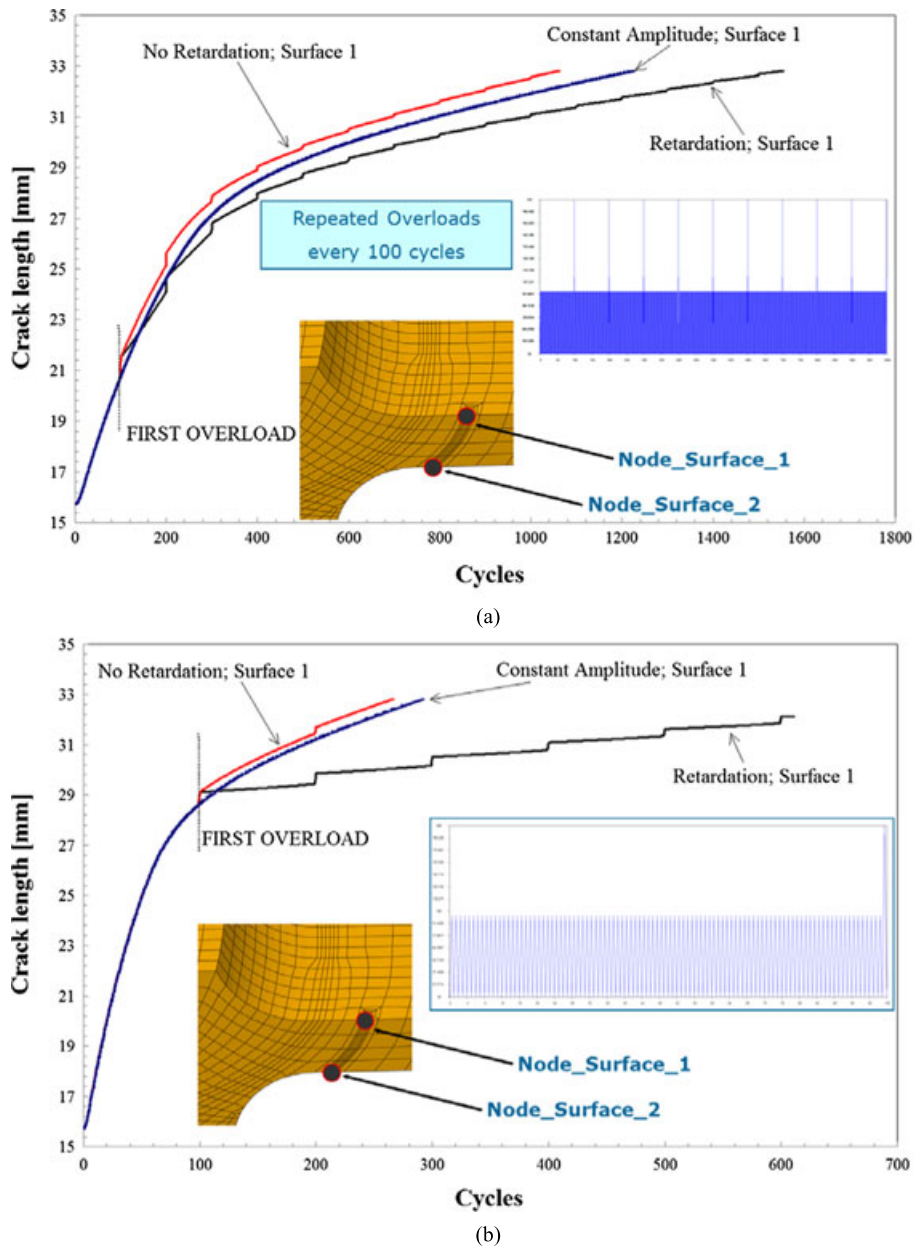 35
33
31
29
27
25
23
21
19
17
15
Crack length [mm]
No Retardation; Surface 1
Constant Amplitude; Surface 1
Retardation; Surface 1
Repeated Overloads
every 100 cycles
FIRST OVERLOAD
Node_Surface_1
Node_Surface_2
0 200 400 600 800 1000 1200 1400 1600 1800
Cycles
(a)
35
33
31
29
27
25
23
21
19
17
15
Crack length [mm]
No Retardation; Surface 1
Constant Amplitude; Surface 1
Retardation; Surface 1
FIRST OVERLOAD
Node_Surface_1
Node_Surface_2
0 100 200 300 400 500 600 700
Cycles
(b)